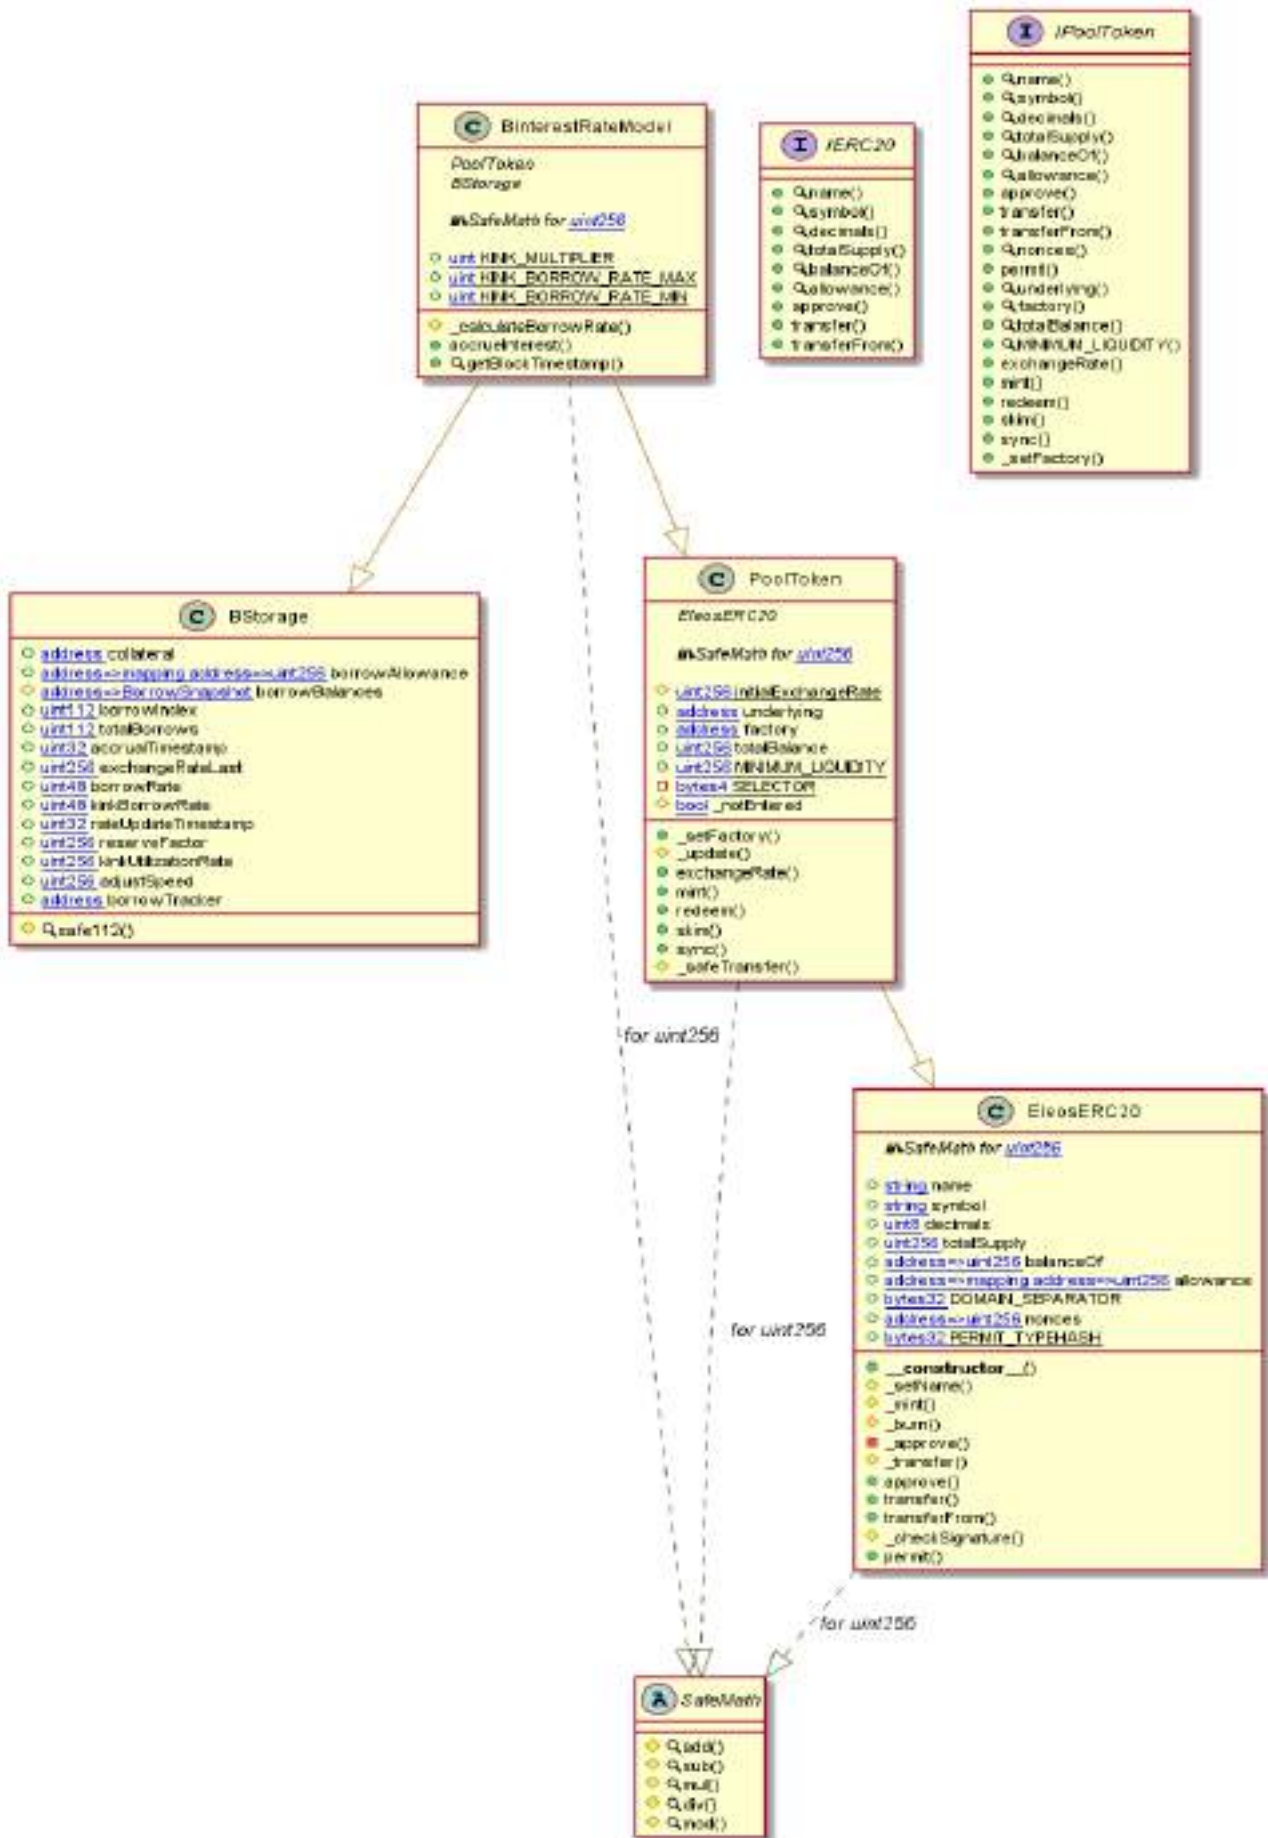 I IPoolToken
name()
symbol()
decimals()
totalSupply()
balanceOf()
allowance()
approve()
transfer()
transferFrom()
nonces()
permit()
underlying()
factory()
totalBalance()
MINIMUM_LIQUIDITY()
exchangeRate()
mint()
redeem()
skim()
sync()
_setFactory()
C BInterestRateModel
PoolToken
BStorage
SafeMath for uint256
uint KINK_MULTIPLIER
uint KINK_BORROW_RATE_MAX
uint KINK_BORROW_RATE_MIN
_calculateBorrowRate()
accrueInterest()
getBlockTimestamp()
I IERC20
name()
symbol()
decimals()
totalSupply()
balanceOf()
allowance()
approve()
transfer()
transferFrom()
C BStorage
address collateral
address=>mapping address=>uint256 borrowAllowance
address=>BorrowSnapshot borrowBalances
uint112 borrowIndex
uint112 totalBorrows
uint32 accrualTimestamp
uint256 exchangeRateLast
uint48 borrowRate
uint48 kinkBorrowRate
uint32 rateUpdateTimestamp
uint256 reserveFactor
uint256 kinkUtilizationRate
uint256 adjustSpeed
address borrowTracker
safe112()
C PoolToken
EleosERC20
SafeMath for uint256
uint256 initialExchangeRate
address underlying
address factory
uint256 totalBalance
uint256 MINIMUM_LIQUIDITY
bytes4 SELECTOR
bool _notEntered
_setFactory()
_update()
exchangeRate()
mint()
redeem()
skim()
sync()
_safeTransfer()
for uint256
C EleosERC20
SafeMath for uint256
string name
string symbol
uint8 decimals
uint256 totalSupply
address=>uint256 balanceOf
address=>mapping address=>uint256 allowance
bytes32 DOMAIN_SEPARATOR
address=>uint256 nonces
bytes32 PERMIT_TYPEHASH
__constructor__()
_setName()
_mint()
_burn()
_approve()
_transfer()
approve()
transfer()
transferFrom()
_checkSignature()
permit()
for uint256
for uint256
A SafeMath
add()
sub()
mul()
div()
mod()